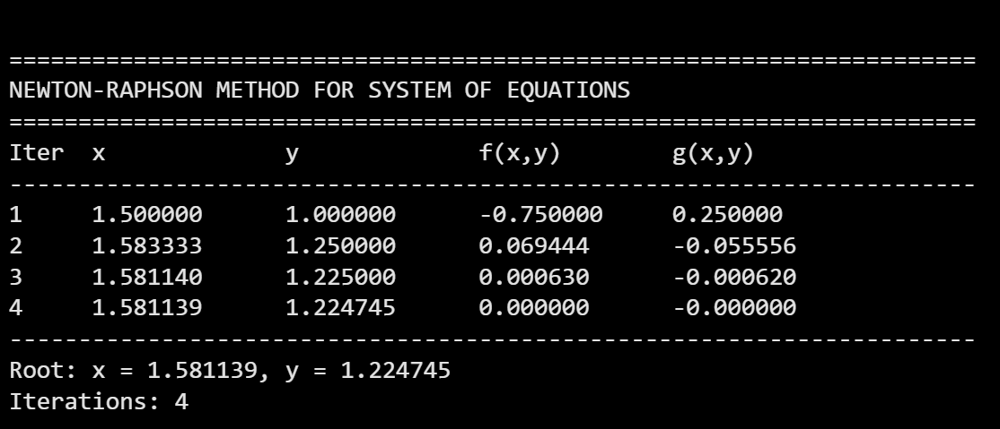 ======================================================================
NEWTON-RAPHSON METHOD FOR SYSTEM OF EQUATIONS
======================================================================
Iter  x             y             f(x,y)        g(x,y)
----------------------------------------------------------------------
1     1.500000      1.000000      -0.750000     0.250000
2     1.583333      1.250000      0.069444      -0.055556
3     1.581140      1.225000      0.000630      -0.000620
4     1.581139      1.224745      0.000000      -0.000000
----------------------------------------------------------------------
Root: x = 1.581139, y = 1.224745
Iterations: 4